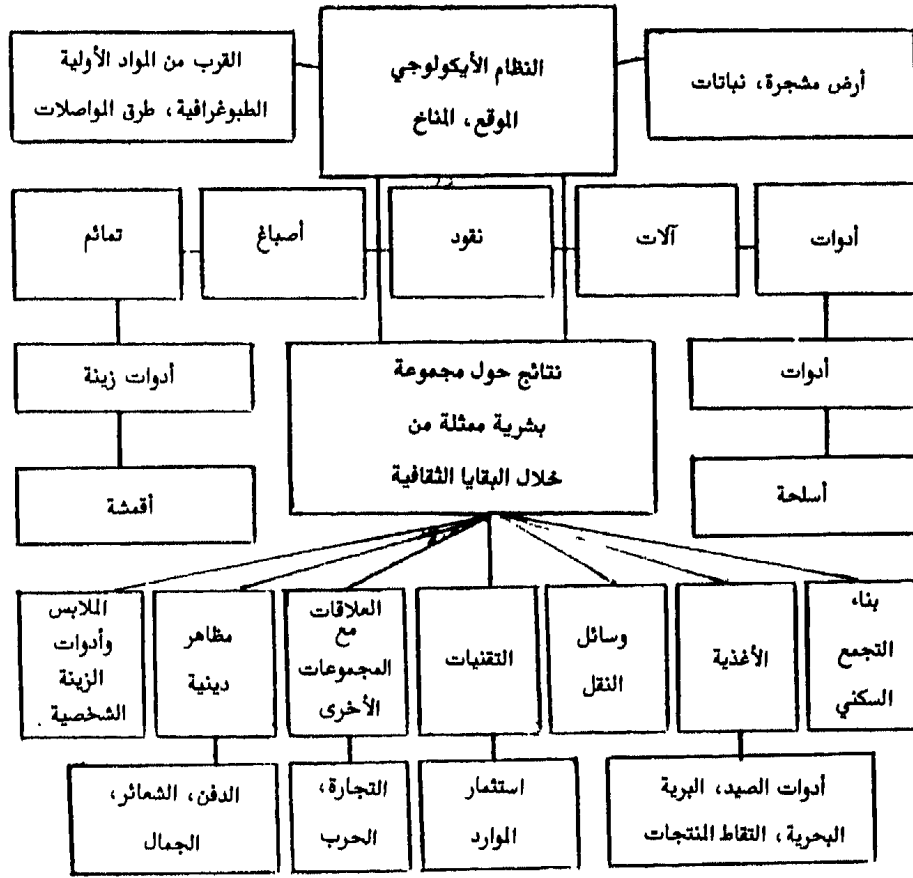 النظام الأيكولوجي
الموقع، المناخ
أرض مشجرة، نباتات
القرب من المواد الأولية
الطبوغرافية، طرق المواصلات
أدوات
آلات
نقود
أصباغ
تمائم
أدوات
أسلحة
نتائج حول مجموعة
بشرية ممثلة من
خلال البقايا الثقافية
أدوات زينة
أقمشة
بناء
التجمع
السكني
الأغذية
وسائل
النقل
التقنيات
العلاقات
مع
المجموعات
الأخرى
مظاهر
دينية
الملابس
وأدوات
الزينة
الشخصية
أدوات الصيد، البرية
البحرية، التقاط المنتجات
استثمار
الموارد
التجارة،
الحرب
الدفن، الشعائر،
الجمال